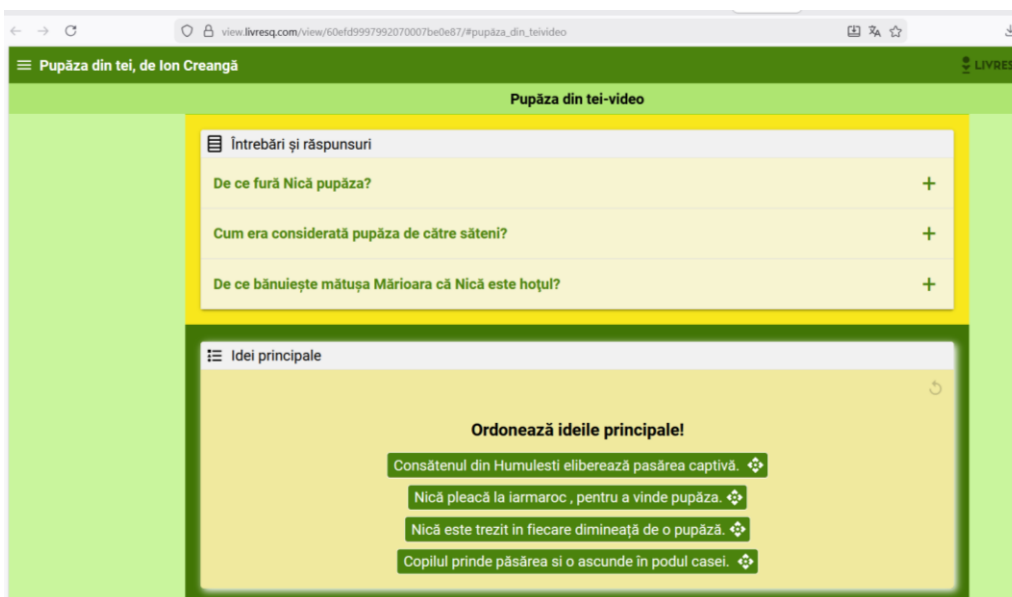 view.livresq.com/view/60efd9997992070007be0e87/#pupăza_din_teivideo
Pupăza din tei, de Ion Creangă
LIVRES
Pupăza din tei-video
Întrebări și răspunsuri
De ce fură Nică pupăza?
Cum era considerată pupăza de către săteni?
De ce bănuiește mătușa Mărioara că Nică este hoţul?
Idei principale
Ordonează ideile principale!
Consătenul din Humulesti eliberează pasărea captivă.
Nică pleacă la iarmaroc , pentru a vinde pupăza.
Nică este trezit in fiecare dimineață de o pupăză.
Copilul prinde păsărea si o ascunde în podul casei.